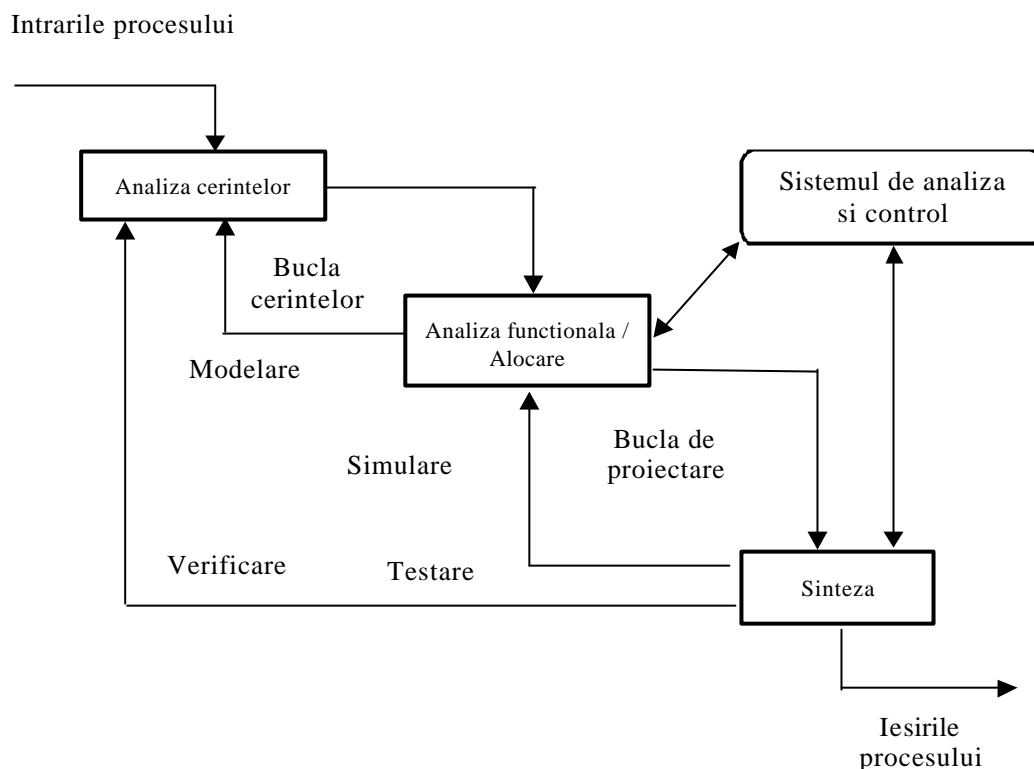 Intrarile procesului
Analiza cerintelor
Sistemul de analiza
si control
Bucla
cerintelor
Analiza functionala /
Alocare
Modelare
Bucla de
proiectare
Simulare
Verificare
Testare
Sinteza
Iesirile
procesului